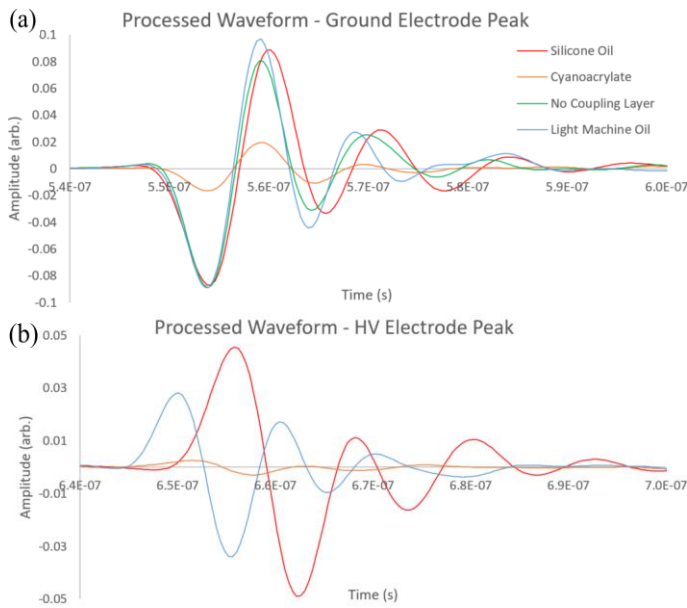 (a) Processed Waveform - Ground Electrode Peak
0.1
0.08
0.06
0.04
0.02
0
-0.02
-0.04
-0.06
-0.08
-0.1
Amplitude (arb.)
5.4E-07 5.5E-07 5.6E-07 5.7E-07 5.8E-07 5.9E-07 6.0E-07
Time (s)
Silicone Oil
Cyanoacrylate
No Coupling Layer
Light Machine Oil
(b) Processed Waveform - HV Electrode Peak
0.05
0.03
0.01
-0.01
-0.03
-0.05
Amplitude (arb.)
6.4E-07 6.5E-07 6.6E-07 6.7E-07 6.8E-07 6.9E-07 7.0E-07
Time (s)